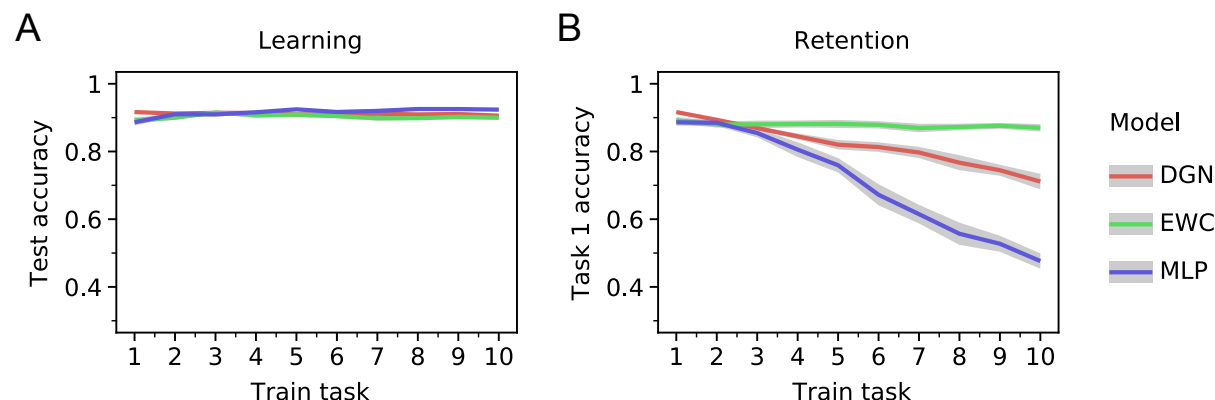 A
Learning
Test accuracy
1
0.8
0.6
0.4
1 2 3 4 5 6 7 8 9 10
Train task
B
Retention
Task 1 accuracy
1
0.8
0.6
0.4
1 2 3 4 5 6 7 8 9 10
Train task
Model
DGN
EWC
MLP